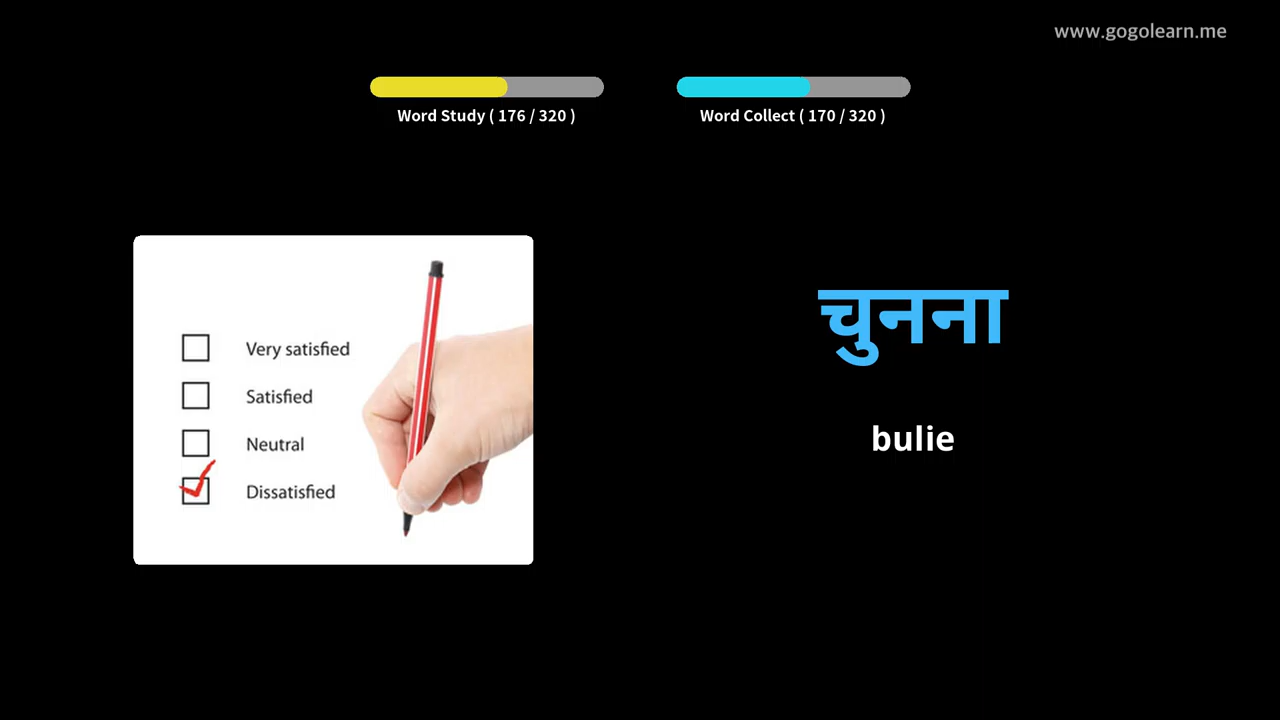 www.gogolearn.me
Word Study ( 176 / 320 )
Word Collect ( 170 / 320 )
Very satisfied
Satisfied
Neutral
Dissatisfied
चुनना
bulie